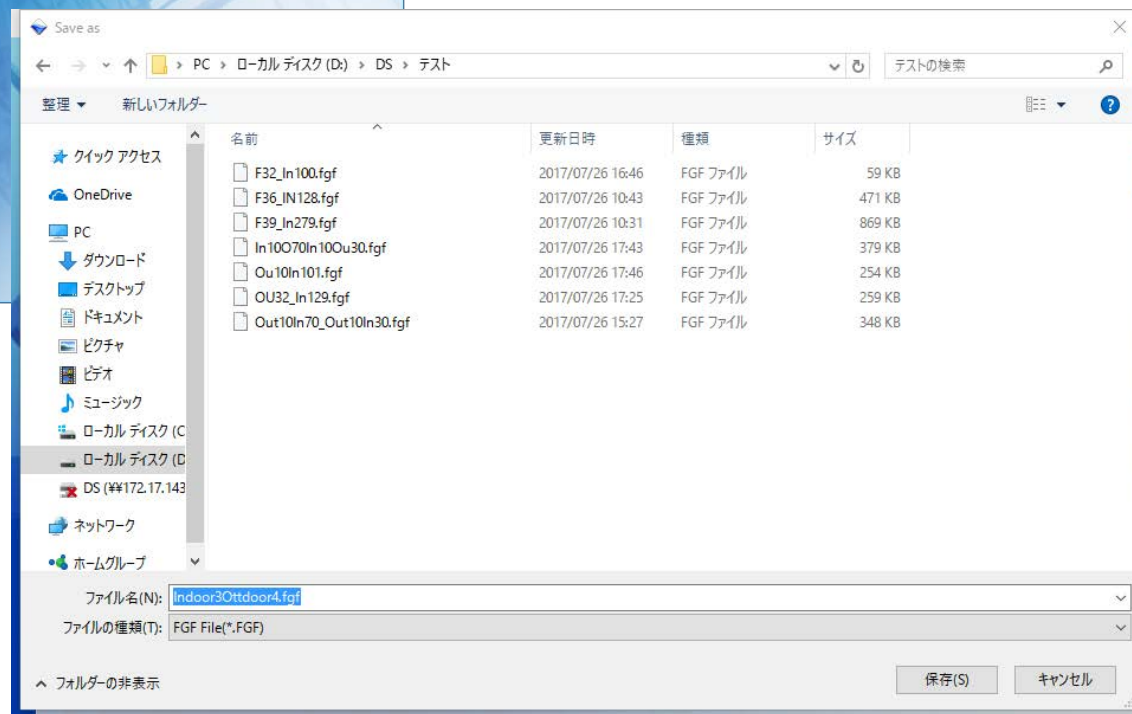 Save as
PC › ローカル ディスク (D:) › DS › テスト
テストの検索
整理
新しいフォルダー
名前 更新日時 種類 サイズ
F32_In100.fgf 2017/07/26 16:46 FGF ファイル 59 KB
F36_IN128.fgf 2017/07/26 10:43 FGF ファイル 471 KB
F39_In279.fgf 2017/07/26 10:31 FGF ファイル 869 KB
In10O70In10Ou30.fgf 2017/07/26 17:43 FGF ファイル 379 KB
Ou10In101.fgf 2017/07/26 17:46 FGF ファイル 254 KB
OU32_In129.fgf 2017/07/26 17:25 FGF ファイル 259 KB
Out10In70_Out10In30.fgf 2017/07/26 15:27 FGF ファイル 348 KB
クイック アクセス
OneDrive
PC
ダウンロード
デスクトップ
ドキュメント
ピクチャ
ビデオ
ミュージック
ローカル ディスク (C
ローカル ディスク (D
DS (¥¥172.17.143
ネットワーク
ホームグループ
ファイル名(N): Indoor3Ottdoor4.fgf
ファイルの種類(T): FGF File(*.FGF)
フォルダーの非表示
保存(S)
キャンセル